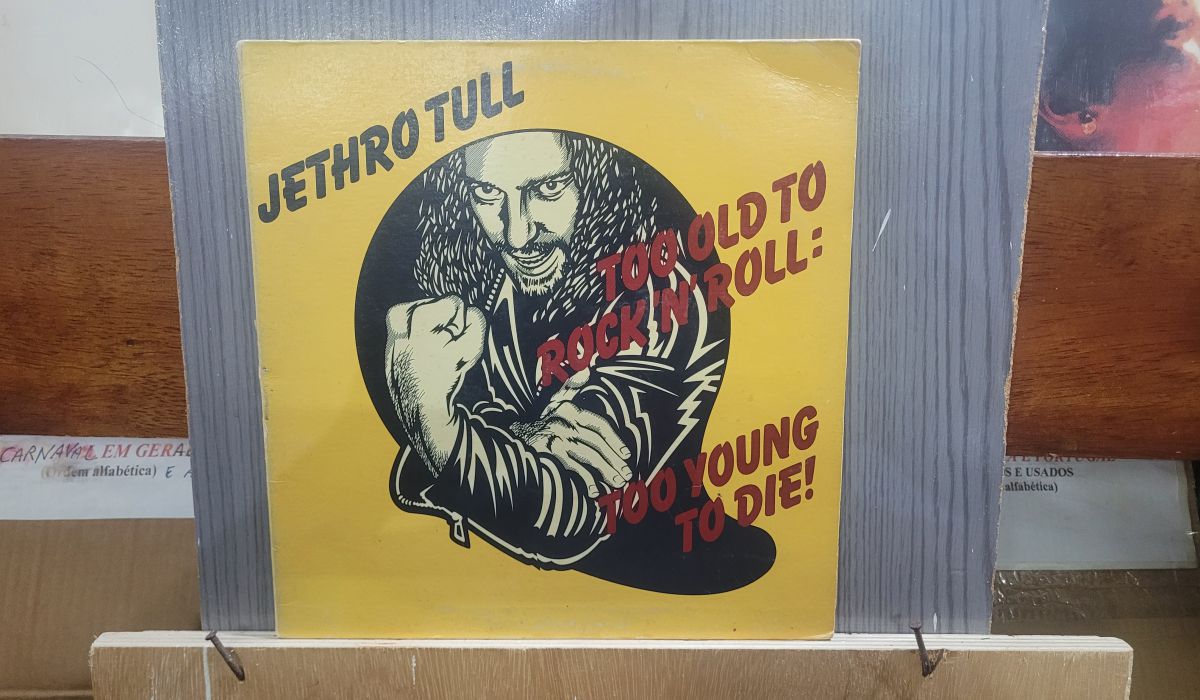 JETHRO TULL
TOO OLD TO
ROCK 'N' ROLL:
TOO YOUNG
TO DIE!
CARNAVAL EM GERAL
(Ordem alfabética) E
S E USADOS
alfabética)